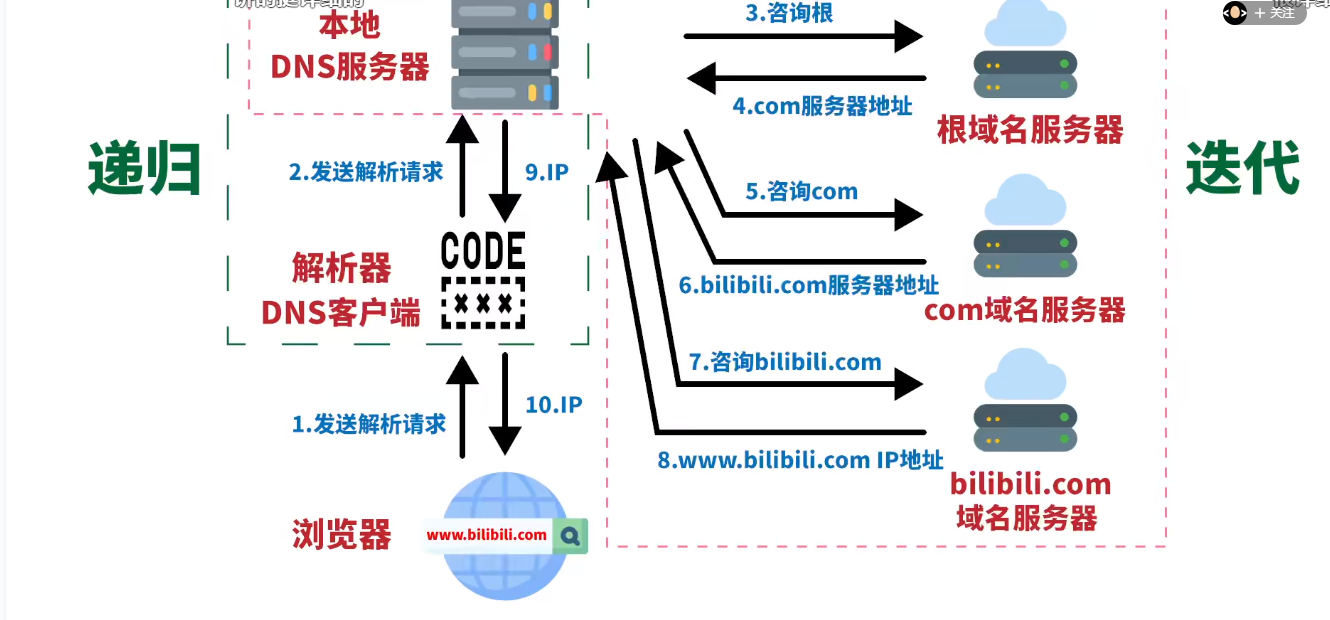 本地
DNS服务器
3.咨询根
+ 关注
4.com服务器地址
根域名服务器
递归
迭代
2.发送解析请求
9.IP
5.咨询com
CODE
×××
解析器
DNS客户端
6.bilibili.com服务器地址
com域名服务器
7.咨询bilibili.com
1.发送解析请求
10.IP
8.www.bilibili.com IP地址
bilibili.com
域名服务器
浏览器
www.bilibili.com